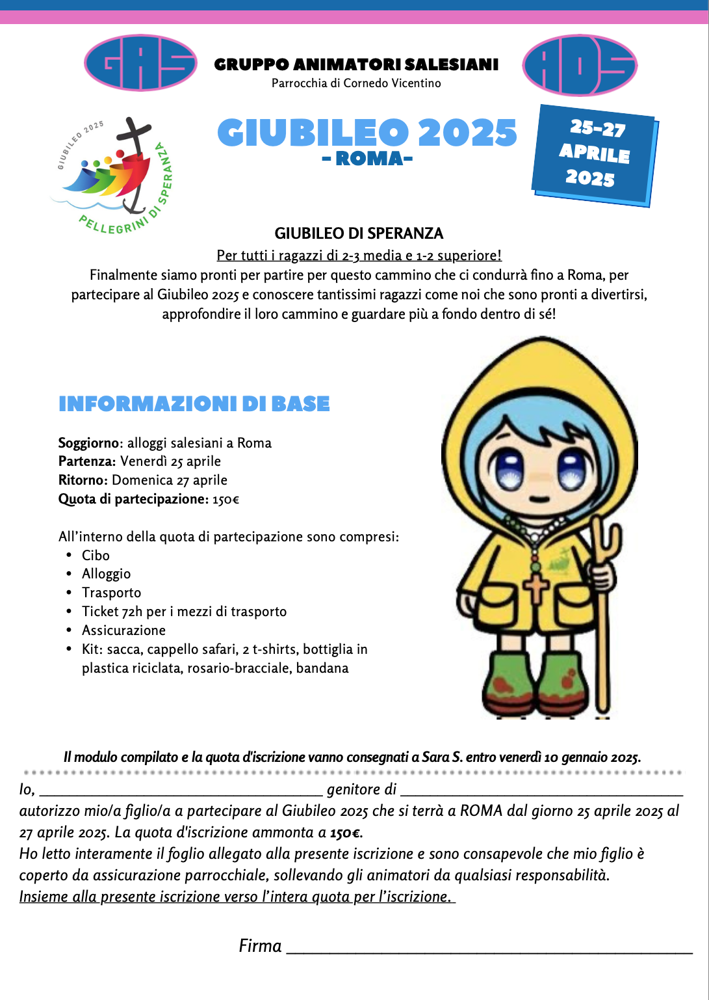 GAS
GRUPPO ANIMATORI SALESIANI
Parrocchia di Cornedo Vicentino
ADS
GIUBILEO 2025
PELLEGRINI DI SPERANZA
GIUBILEO 2025
- ROMA-
25-27
APRILE
2025
GIUBILEO DI SPERANZA
Per tutti i ragazzi di 2-3 media e 1-2 superiore!
Finalmente siamo pronti per partire per questo cammino che ci condurrà fino a Roma, per
partecipare al Giubileo 2025 e conoscere tantissimi ragazzi come noi che sono pronti a divertirsi,
approfondire il loro cammino e guardare più a fondo dentro di sé!
INFORMAZIONI DI BASE
Soggiorno: alloggi salesiani a Roma
Partenza: Venerdì 25 aprile
Ritorno: Domenica 27 aprile
Quota di partecipazione: 150€
All’interno della quota di partecipazione sono compresi:
• Cibo
• Alloggio
• Trasporto
• Ticket 72h per i mezzi di trasporto
• Assicurazione
• Kit: sacca, cappello safari, 2 t-shirts, bottiglia in
plastica riciclata, rosario-bracciale, bandana
Il modulo compilato e la quota d'iscrizione vanno consegnati a Sara S. entro venerdì 10 gennaio 2025.
Io, ___________________________________ genitore di ___________________________________
autorizzo mio/a figlio/a a partecipare al Giubileo 2025 che si terrà a ROMA dal giorno 25 aprile 2025 al
27 aprile 2025. La quota d'iscrizione ammonta a 150€.
Ho letto interamente il foglio allegato alla presente iscrizione e sono consapevole che mio figlio è
coperto da assicurazione parrocchiale, sollevando gli animatori da qualsiasi responsabilità.
Insieme alla presente iscrizione verso l’intera quota per l’iscrizione.
Firma ___________________________________________